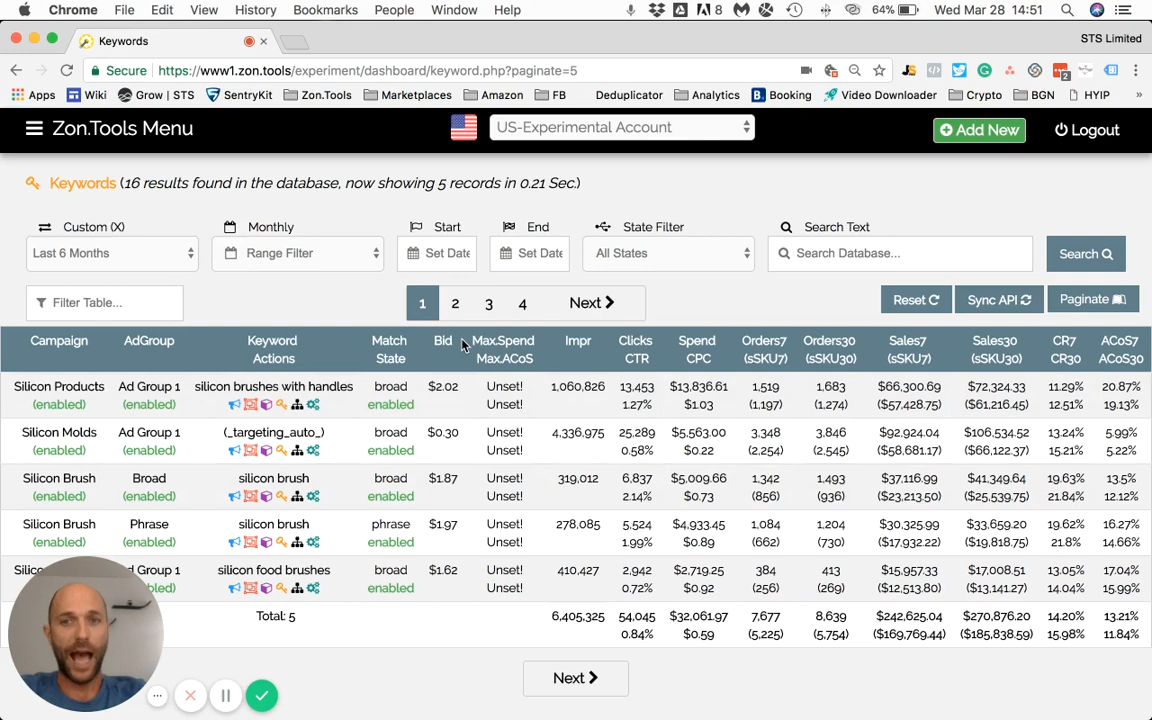 Chrome File Edit View History Bookmarks People Window Help 8 64% Wed Mar 28 14:51
Keywords STS Limited
Secure https://www1.zon.tools/experiment/dashboard/keyword.php?paginate=5
Apps Wiki Grow | STS SentryKit Zon.Tools Marketplaces Amazon FB Deduplicator Analytics Booking Video Downloader Crypto BGN HYIP »
Zon.Tools Menu US-Experimental Account Add New Logout
Keywords (16 results found in the database, now showing 5 records in 0.21 Sec.)
Custom (X) Monthly Start End State Filter Search Text
Last 6 Months Range Filter Set Date Set Date All States Search Database... Search
Filter Table... 1 2 3 4 Next Reset Sync API Paginate
Campaign AdGroup Keyword Match Bid Max.Spend Impr Clicks Spend Orders7 Orders30 Sales7 Sales30 CR7 ACoS7
Actions State Max.ACoS CTR CPC (sSKU7) (sSKU30) (sSKU7) (sSKU30) CR30 ACoS30
Silicon Products Ad Group 1 silicon brushes with handles broad $2.02 Unset! 1,060,826 13,453 $13,836.61 1,519 1,683 $66,300.69 $72,324.33 11.29% 20.87%
(enabled) (enabled) enabled Unset! 1.27% $1.03 (1,197) (1,274) ($57,428.75) ($61,216.45) 12.51% 19.13%
Silicon Molds Ad Group 1 (_targeting_auto_) broad $0.30 Unset! 4,336,975 25,289 $5,563.00 3,348 3,846 $92,924.04 $106,534.52 13.24% 5.99%
(enabled) (enabled) enabled Unset! 0.58% $0.22 (2,254) (2,545) ($58,681.17) ($66,122.37) 15.21% 5.22%
Silicon Brush Broad silicon brush broad $1.87 Unset! 319,012 6,837 $5,009.66 1,342 1,493 $37,116.99 $41,349.64 19.63% 13.5%
(enabled) (enabled) enabled Unset! 2.14% $0.73 (856) (936) ($23,213.50) ($25,539.75) 21.84% 12.12%
Silicon Brush Phrase silicon brush phrase $1.97 Unset! 278,085 5,524 $4,933.45 1,084 1,204 $30,325.99 $33,659.20 19.62% 16.27%
(enabled) (enabled) enabled Unset! 1.99% $0.89 (662) (730) ($17,932.22) ($19,818.75) 21.8% 14.66%
silicon food brushes broad $1.62 Unset! 410,427 2,942 $2,719.25 384 413 $15,957.33 $17,008.51 13.05% 17.04%
enabled Unset! 0.72% $0.92 (256) (269) ($12,513.80) ($13,141.27) 14.04% 15.99%
Total: 5 6,405,325 54,045 $32,061.97 7,677 8,639 $242,625.04 $270,876.20 14.20% 13.21%
0.84% $0.59 (5,225) (5,754) ($169,769.44) ($185,838.59) 15.98% 11.84%
Next